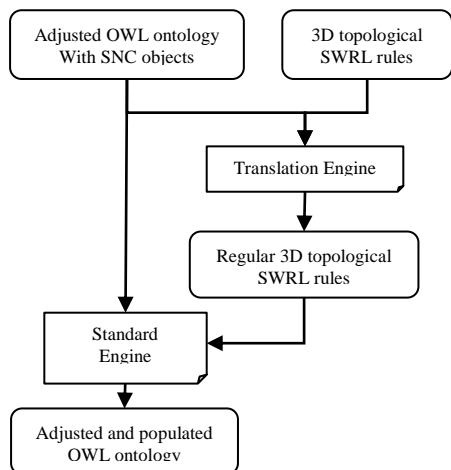 Adjusted OWL ontology
With SNC objects
3D topological
SWRL rules
Translation Engine
Regular 3D topological
SWRL rules
Standard
Engine
Adjusted and populated
OWL ontology